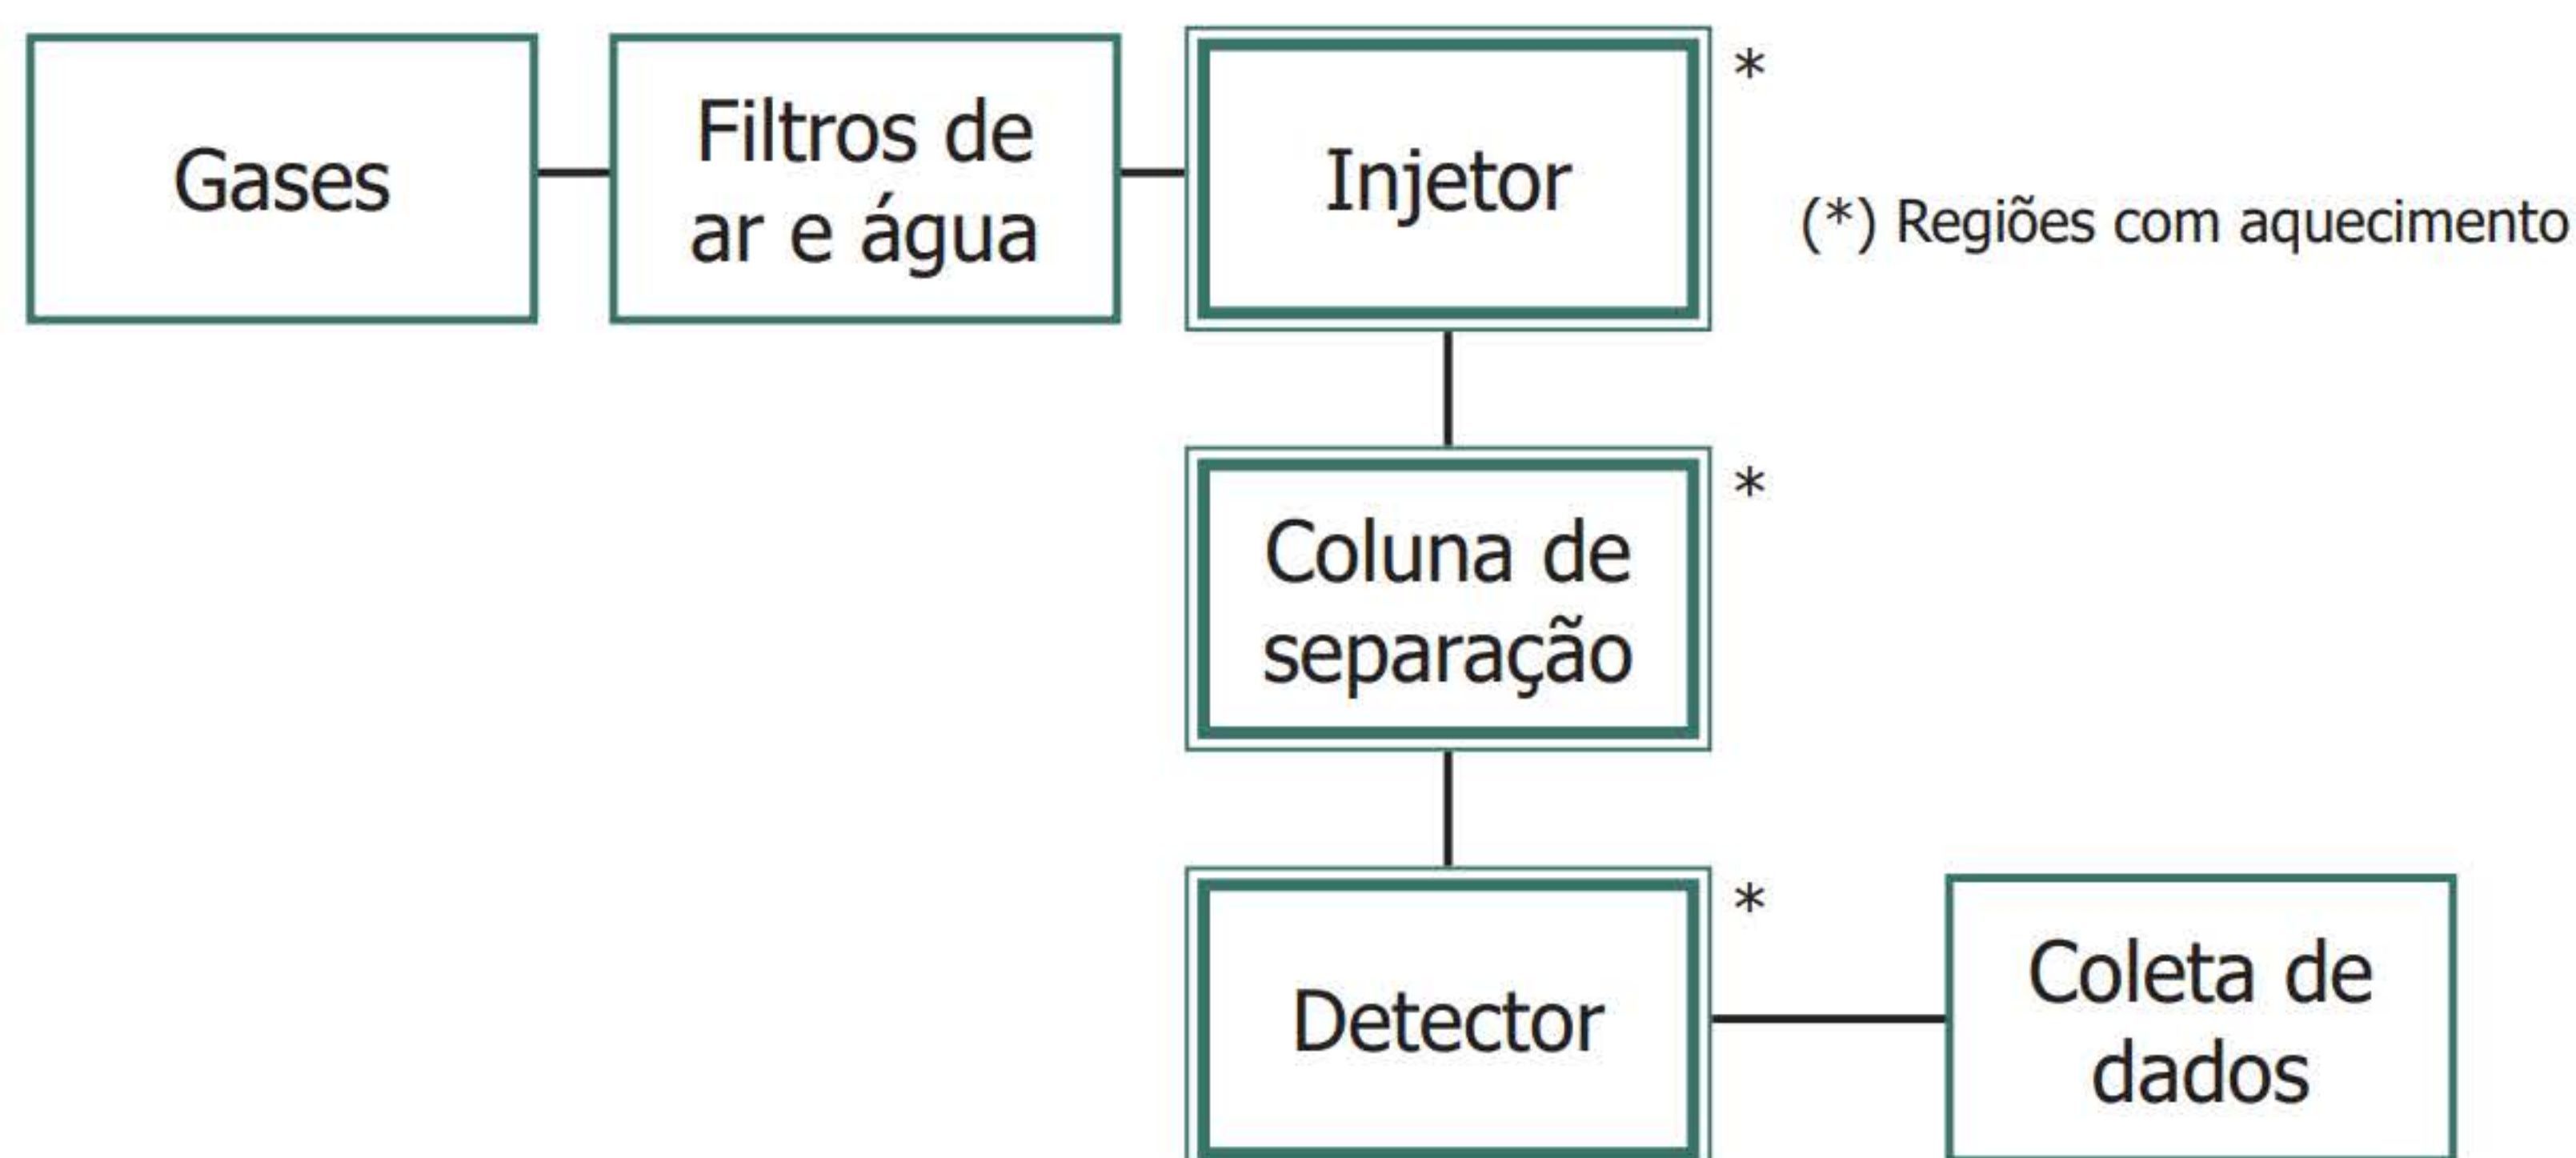 Gases
Filtros de
ar e água
Injetor
*
(*) Regiões com aquecimento
Coluna de
separação
*
Detector
*
Coleta de
dados